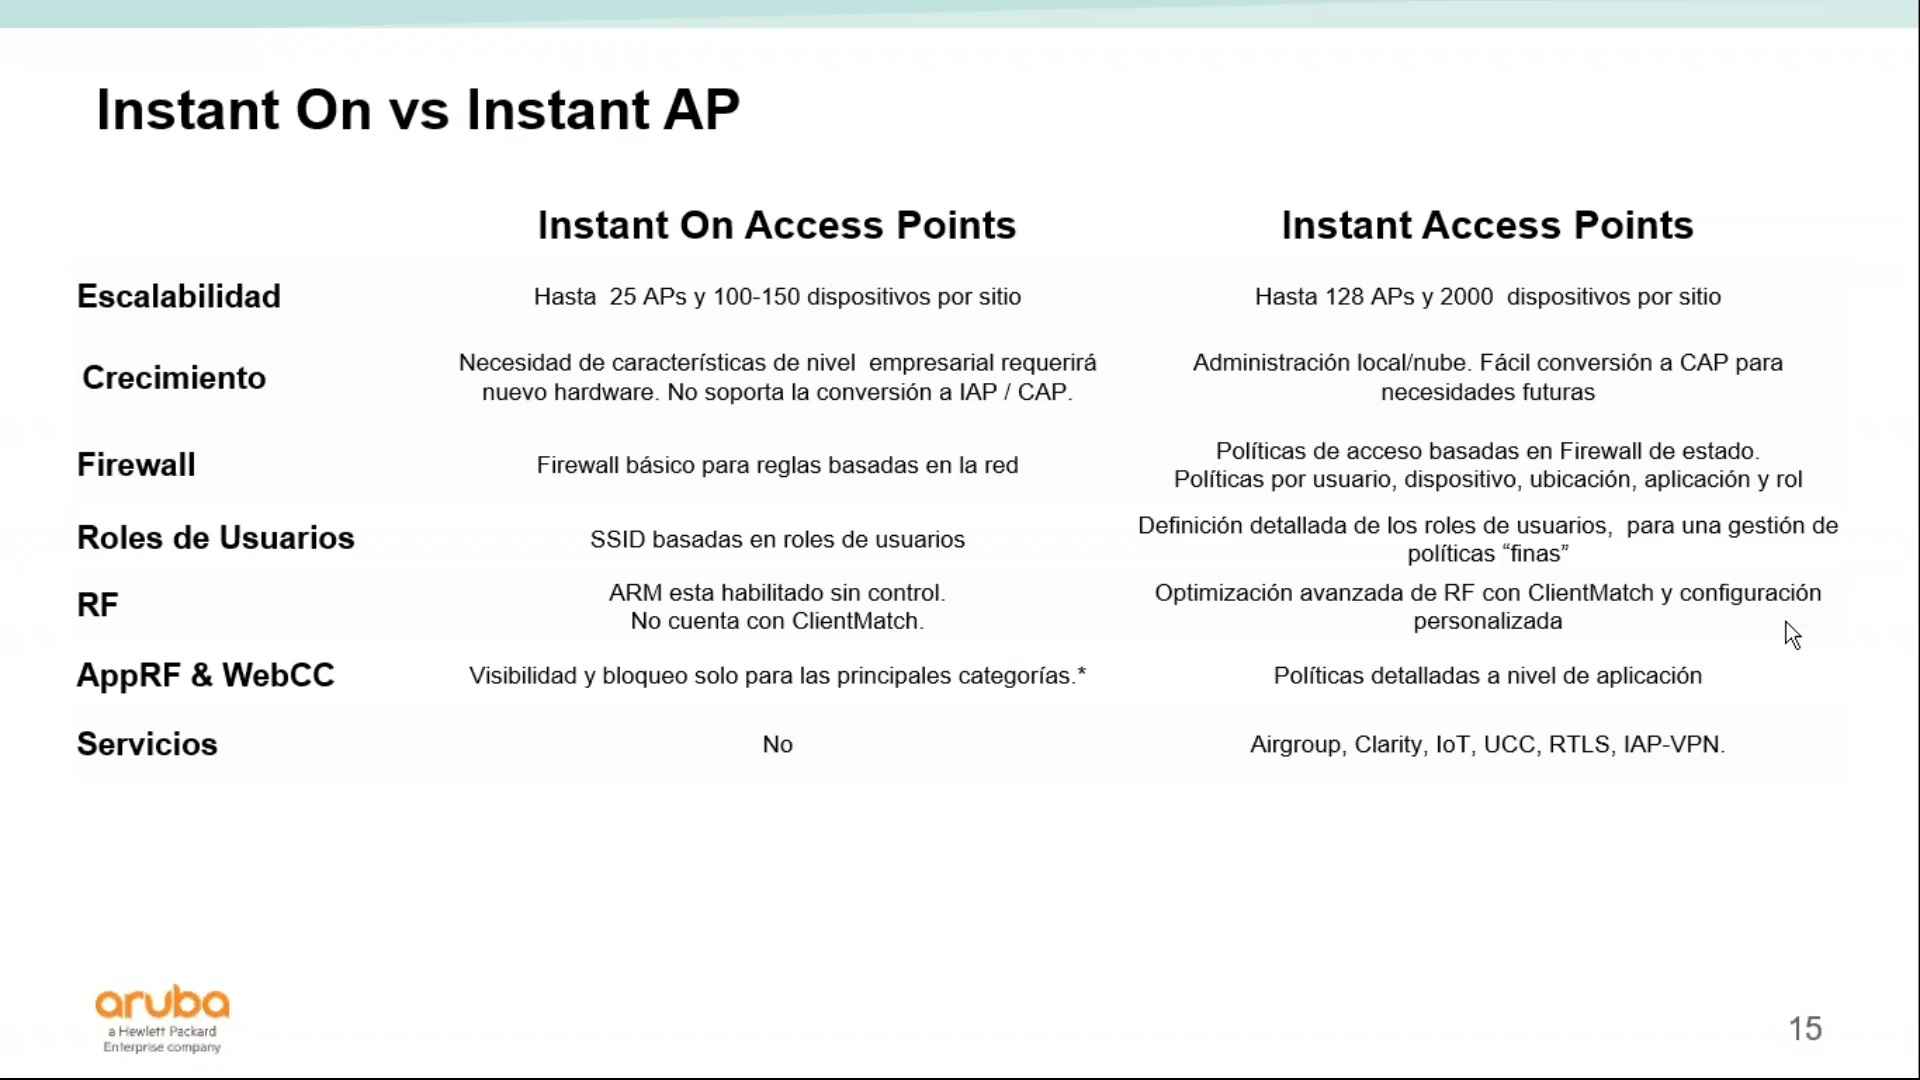 Instant On vs Instant AP
Instant On Access Points
Instant Access Points
Escalabilidad
Hasta  25 APs y 100-150 dispositivos por sitio
Hasta 128 APs y 2000  dispositivos por sitio
Crecimiento
Necesidad de características de nivel  empresarial requerirá
nuevo hardware. No soporta la conversión a IAP / CAP.
Administración local/nube. Fácil conversión a CAP para
necesidades futuras
Firewall
Firewall básico para reglas basadas en la red
Políticas de acceso basadas en Firewall de estado.
Políticas por usuario, dispositivo, ubicación, aplicación y rol
Roles de Usuarios
SSID basadas en roles de usuarios
Definición detallada de los roles de usuarios,  para una gestión de
políticas “finas”
RF
ARM esta habilitado sin control.
No cuenta con ClientMatch.
Optimización avanzada de RF con ClientMatch y configuración
personalizada
AppRF & WebCC
Visibilidad y bloqueo solo para las principales categorías.*
Políticas detalladas a nivel de aplicación
Servicios
No
Airgroup, Clarity, IoT, UCC, RTLS, IAP-VPN.
aruba
a Hewlett Packard
Enterprise company
15